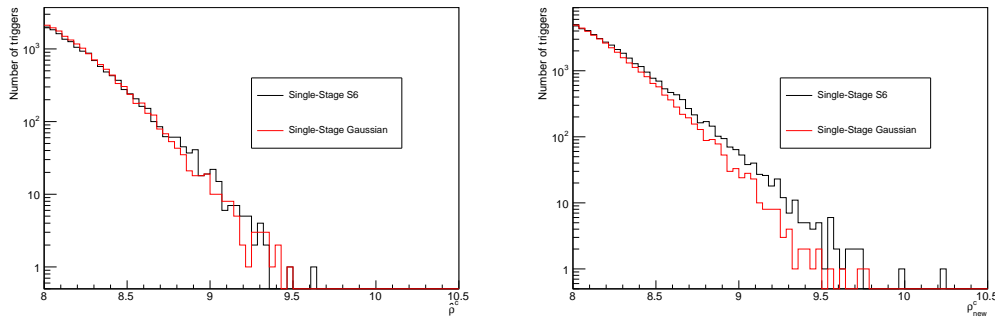 Number of triggers
10³
10²
10
1
Single-Stage S6
Single-Stage Gaussian
8 8.5 9 9.5 10 10.5
ρ̂ᶜ
Number of triggers
10³
10²
10
1
Single-Stage S6
Single-Stage Gaussian
8 8.5 9 9.5 10 10.5
ρᶜnew